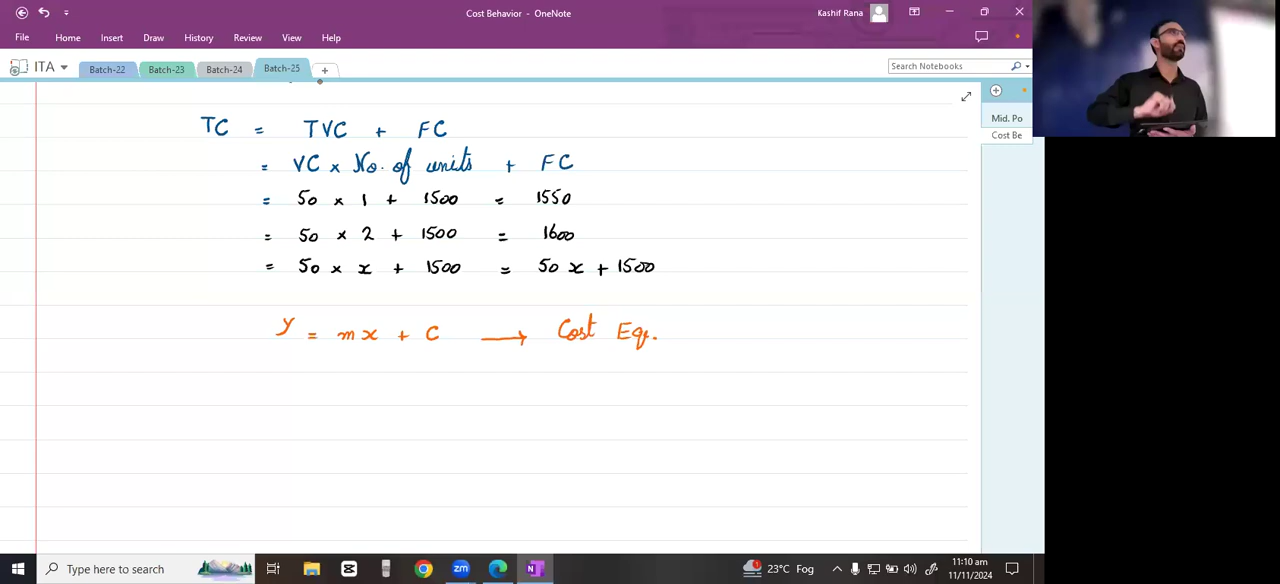 Cost Behavior - OneNote
Kashif Rana
File Home Insert Draw History Review View Help
ITA Batch-22 Batch-23 Batch-24 Batch-25
Search Notebooks
Mid. Po
Cost Be
TC = TVC + FC
= VC × No. of units + FC
= 50 × 1 + 1500 = 1550
= 50 × 2 + 1500 = 1600
= 50 × x + 1500 = 50 x + 1500
y = mx + C → Cost Eq.
Type here to search
zm
N
23°C Fog
11:10 am
11/11/2024